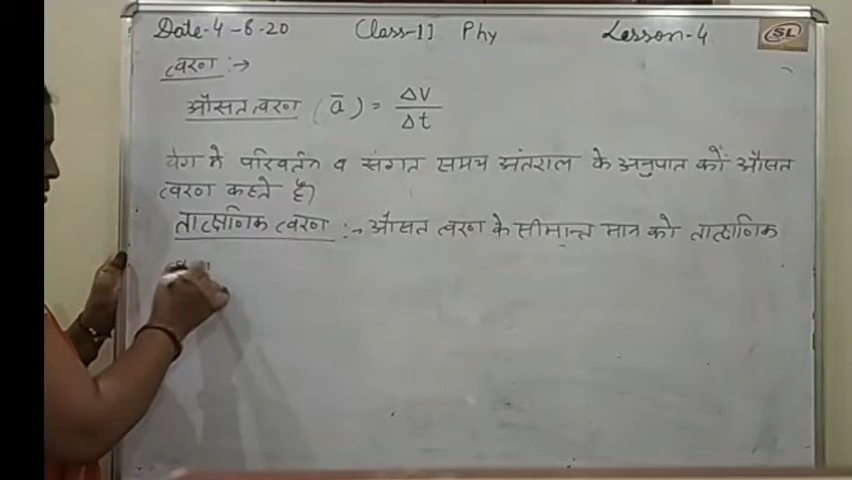 Date-4-6-20 Class-11 Phy Lesson-4 SL
त्वरण :→
औसत त्वरण ( ā ) = ΔV / Δt
वेग मे परिवर्तन व संगत समय अंतराल के अनुपात को औसत
त्वरण कहते है।
तात्क्षणिक त्वरण :- औसत त्वरण के सीमान्त मान को तात्क्षणिक